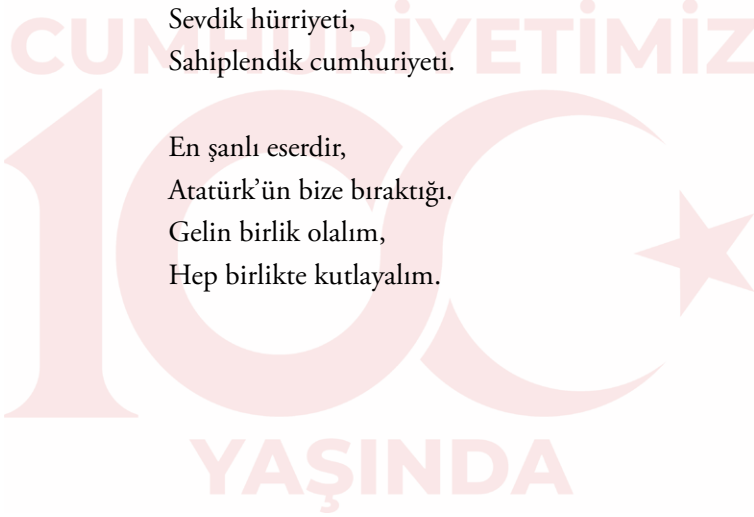 CUMHURİYETİMİZ
Sevdik hürriyeti,
Sahiplendik cumhuriyeti.
En şanlı eserdir,
Atatürk’ün bize bıraktığı.
Gelin birlik olalım,
Hep birlikte kutlayalım.
100
YAŞINDA